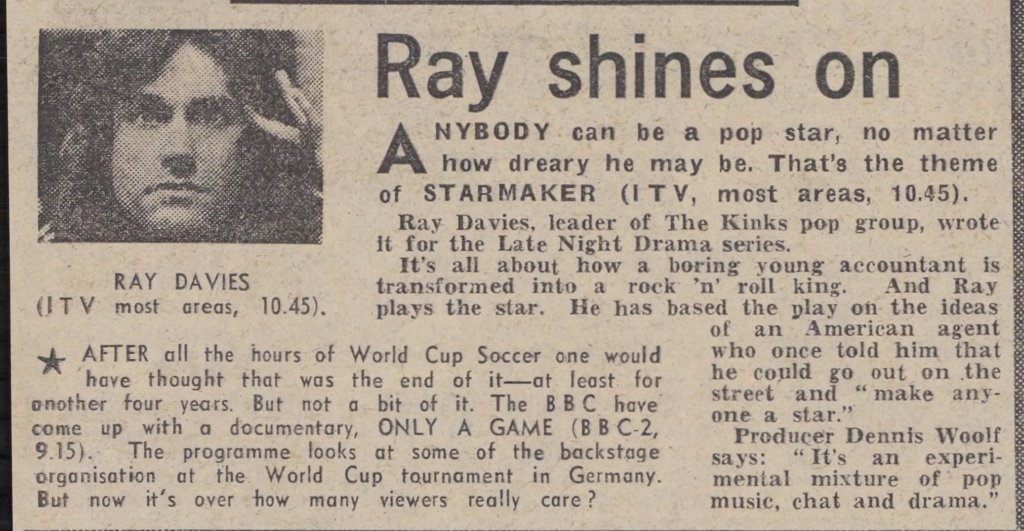 Ray shines on
ANYBODY can be a pop star, no matter
how dreary he may be. That's the theme
of STARMAKER (ITV, most areas, 10.45).
Ray Davies, leader of The Kinks pop group, wrote
it for the Late Night Drama series.
It's all about how a boring young accountant is
transformed into a rock 'n' roll king. And Ray
plays the star. He has based the play on the ideas
of an American agent
who once told him that
he could go out on the
street and "make any-
one a star."
Producer Dennis Woolf
says: "It's an experi-
mental mixture of pop
music, chat and drama."
RAY DAVIES
(ITV most areas, 10.45).
★ AFTER all the hours of World Cup Soccer one would
have thought that was the end of it—at least for
another four years. But not a bit of it. The BBC have
come up with a documentary, ONLY A GAME (BBC-2,
9.15). The programme looks at some of the backstage
organisation at the World Cup tournament in Germany.
But now it's over how many viewers really care?